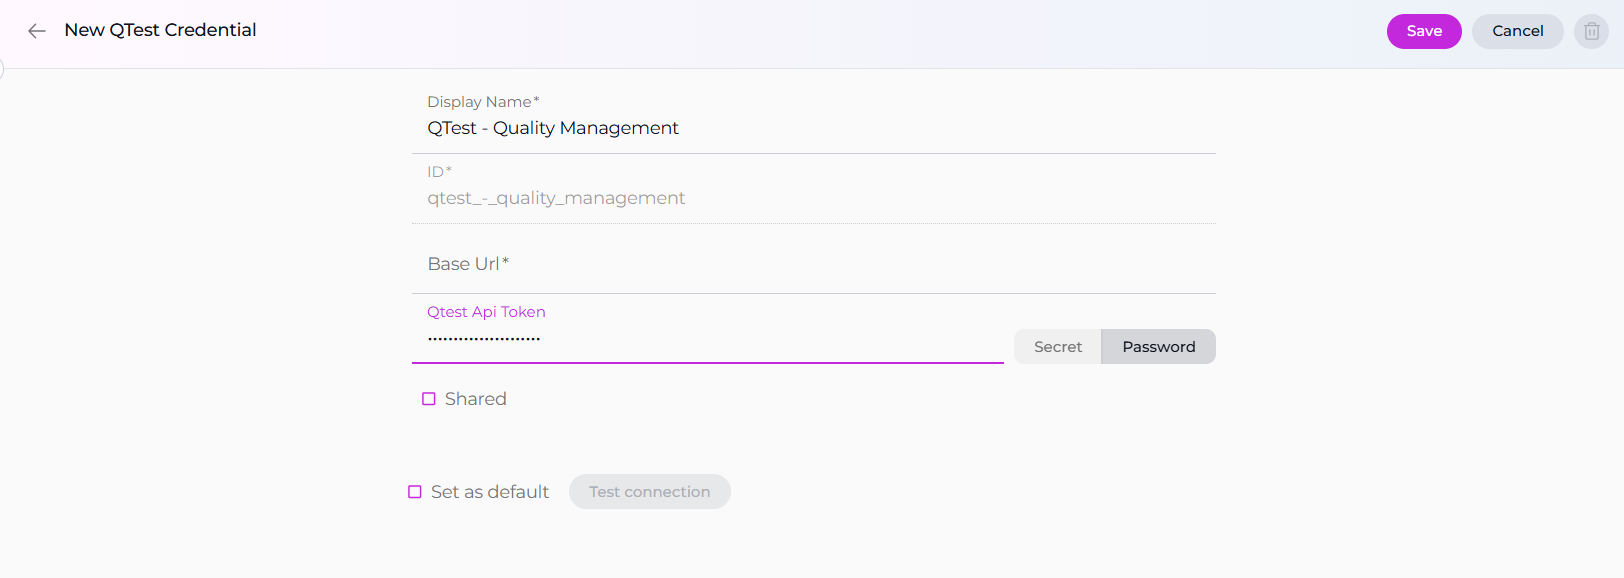 New QTest Credential
Save
Cancel
Display Name*
QTest - Quality Management
ID*
qtest_-_quality_management
Base Url*
Qtest Api Token
••••••••••••••••••••••
Secret
Password
Shared
Set as default
Test connection